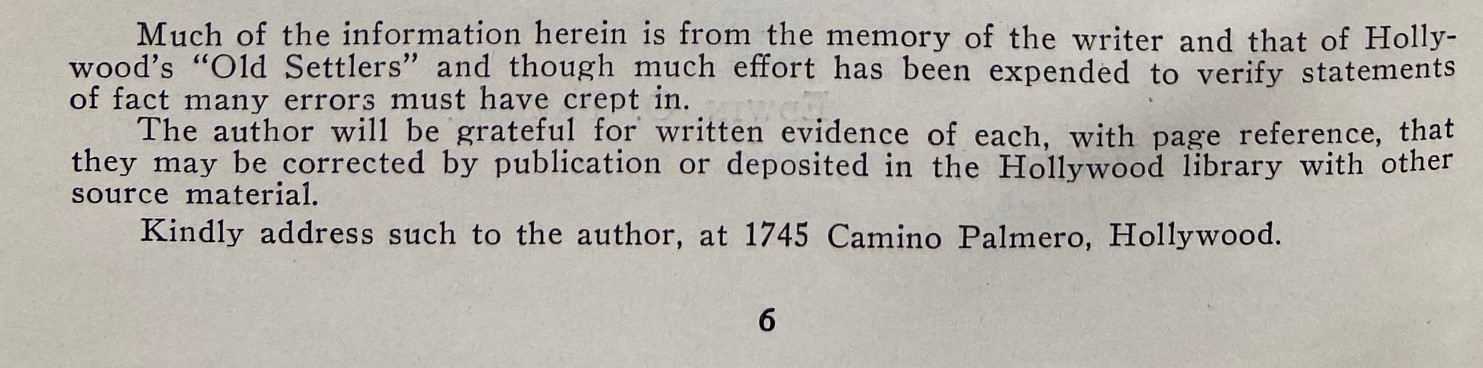 Much of the information herein is from the memory of the writer and that of Holly-
wood's “Old Settlers” and though much effort has been expended to verify statements
of fact many errors must have crept in.
The author will be grateful for written evidence of each, with page reference, that
they may be corrected by publication or deposited in the Hollywood library with other
source material.
Kindly address such to the author, at 1745 Camino Palmero, Hollywood.
6